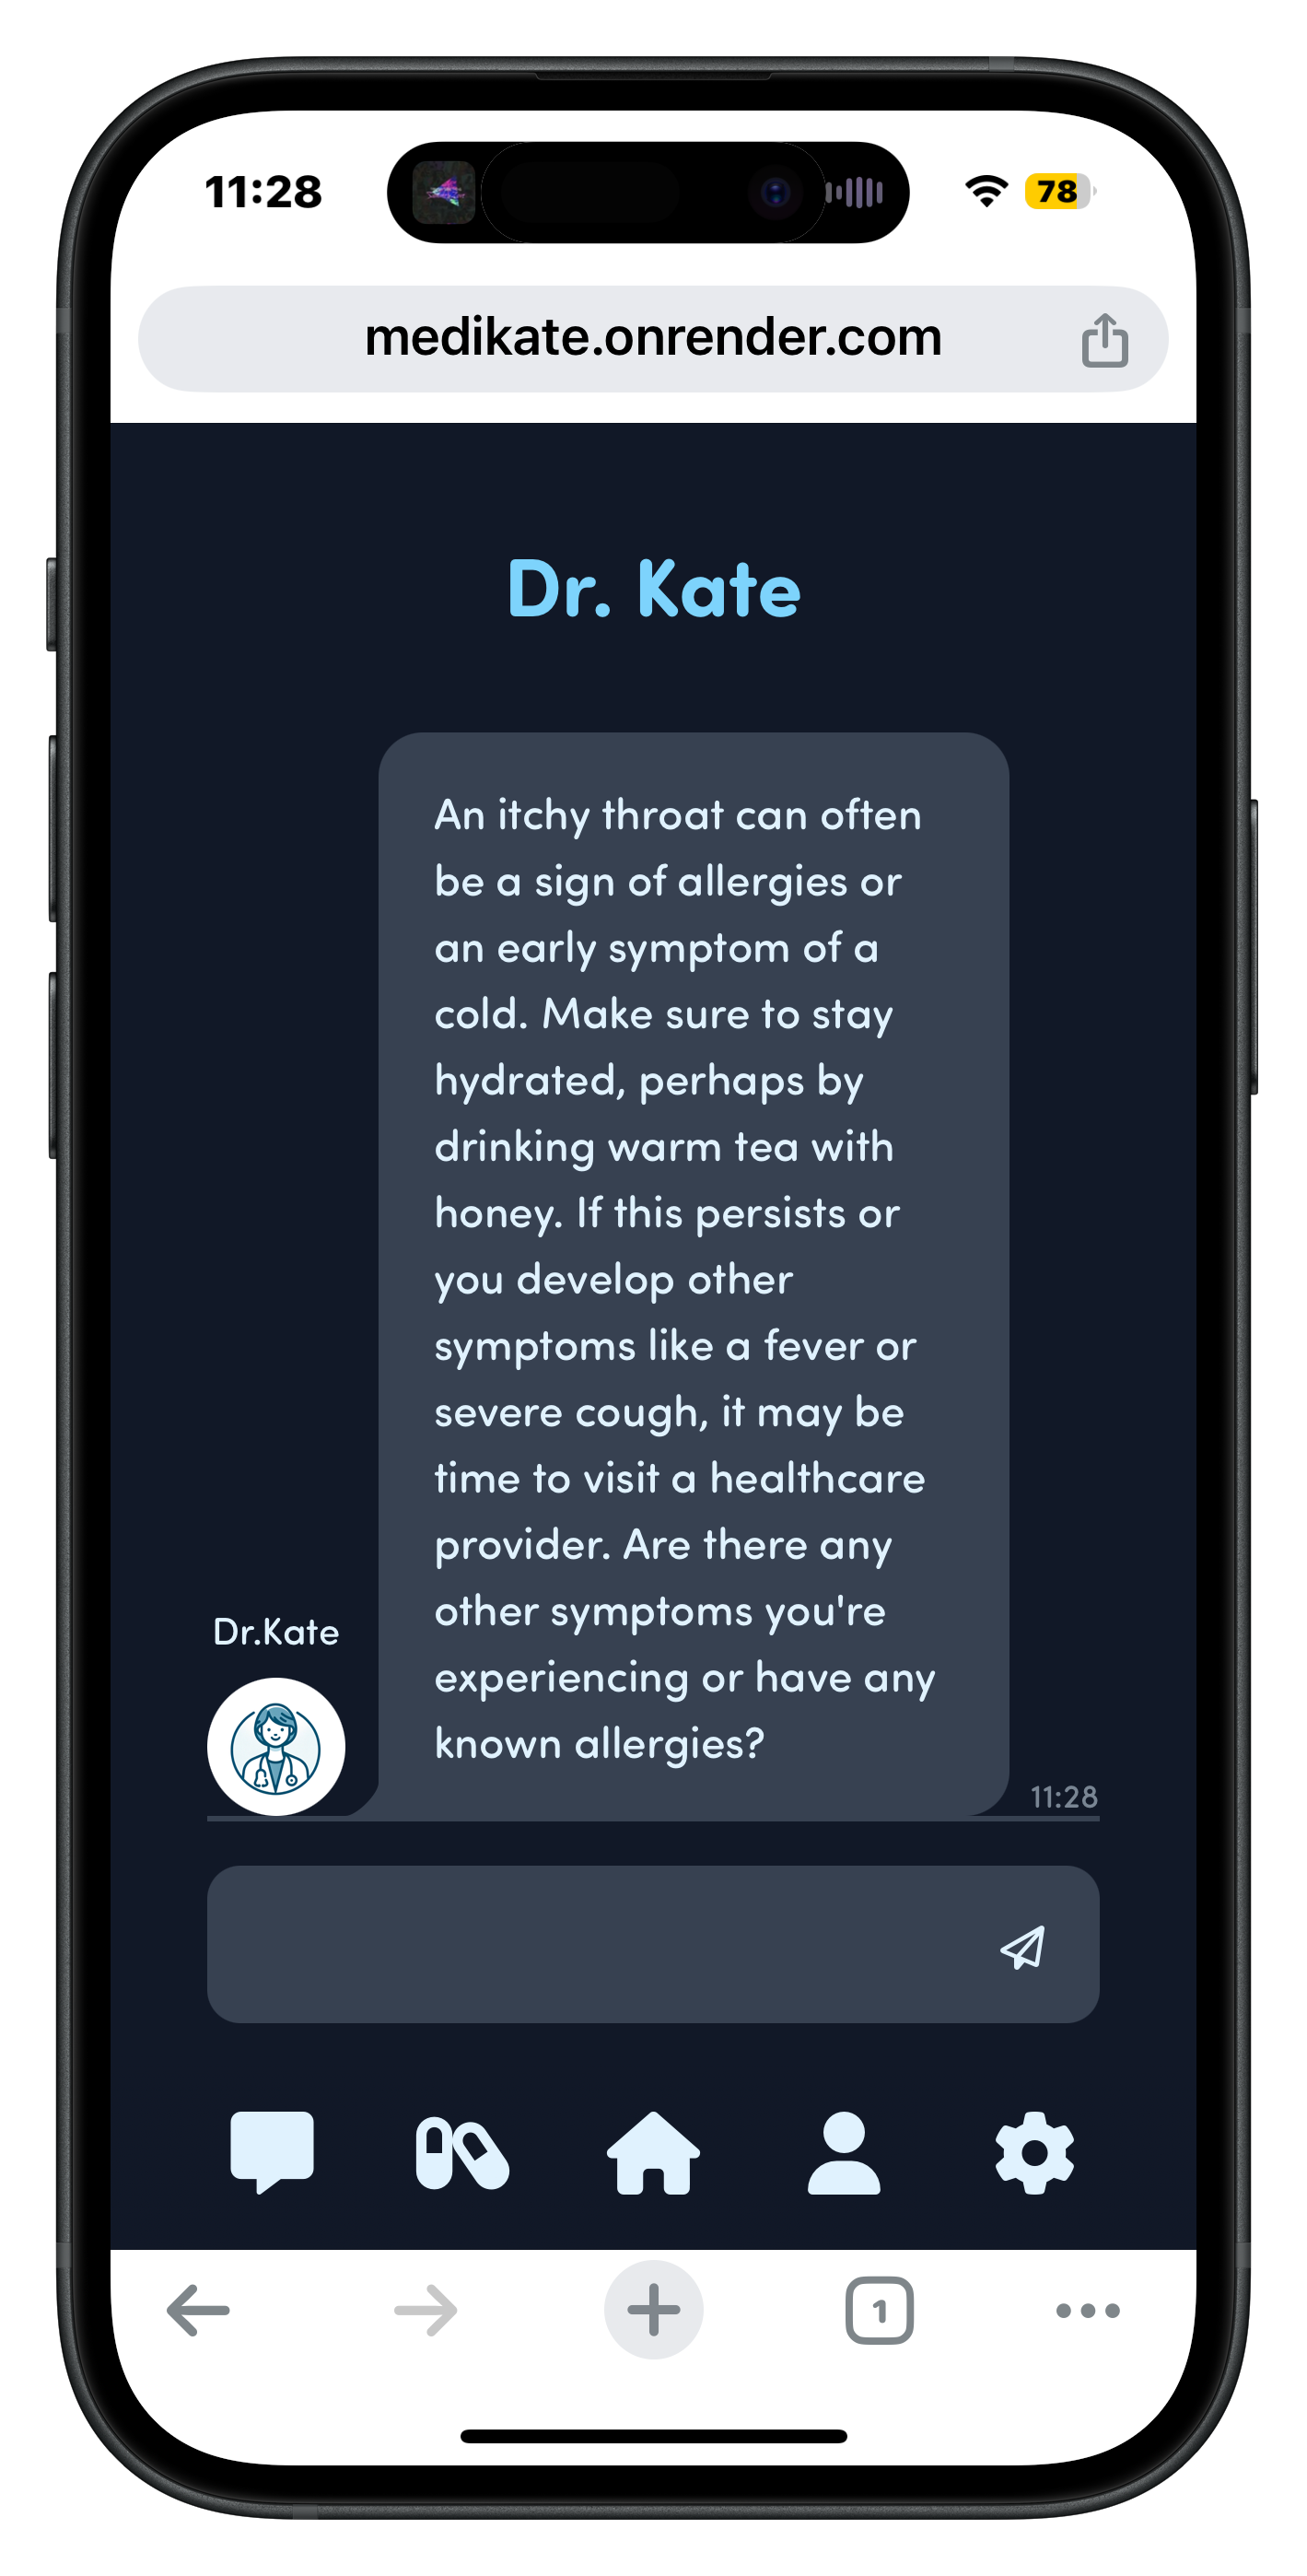 11:28
78
medikate.onrender.com
Dr. Kate
An itchy throat can often
be a sign of allergies or
an early symptom of a
cold. Make sure to stay
hydrated, perhaps by
drinking warm tea with
honey. If this persists or
you develop other
symptoms like a fever or
severe cough, it may be
time to visit a healthcare
provider. Are there any
other symptoms you're
experiencing or have any
known allergies?
Dr.Kate
11:28
1